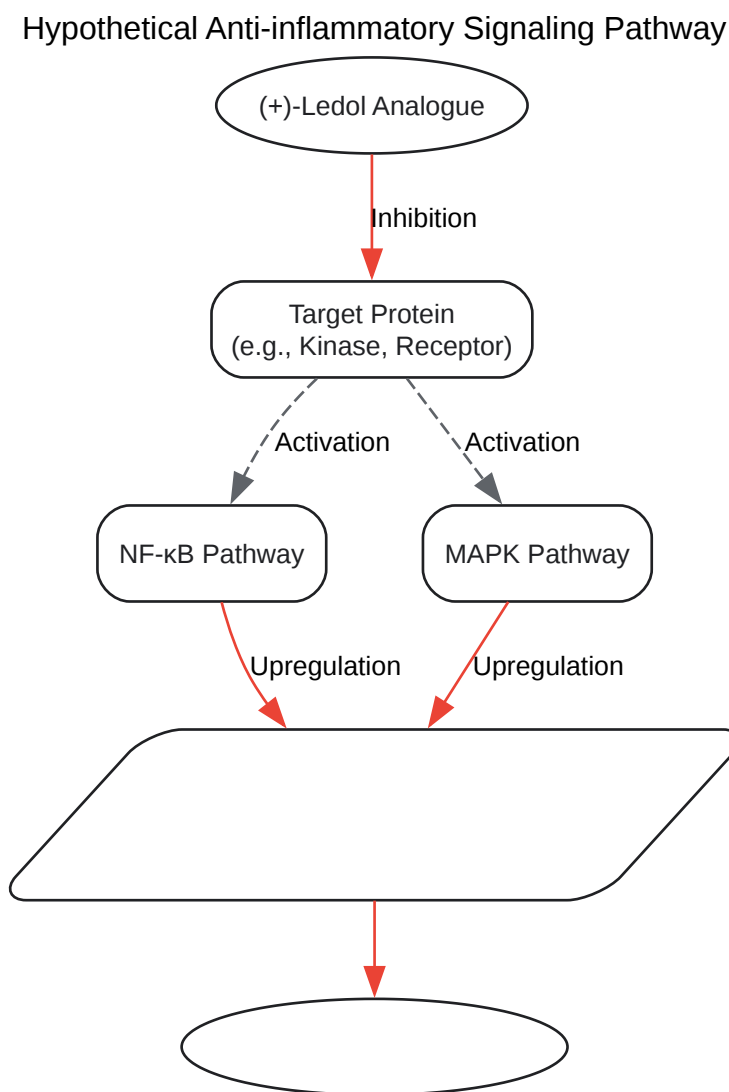 Hypothetical Anti-inflammatory Signaling Pathway
(+)-Ledol Analogue
Inhibition
Target Protein
(e.g., Kinase, Receptor)
Activation
Activation
NF-κB Pathway
MAPK Pathway
Upregulation
Upregulation